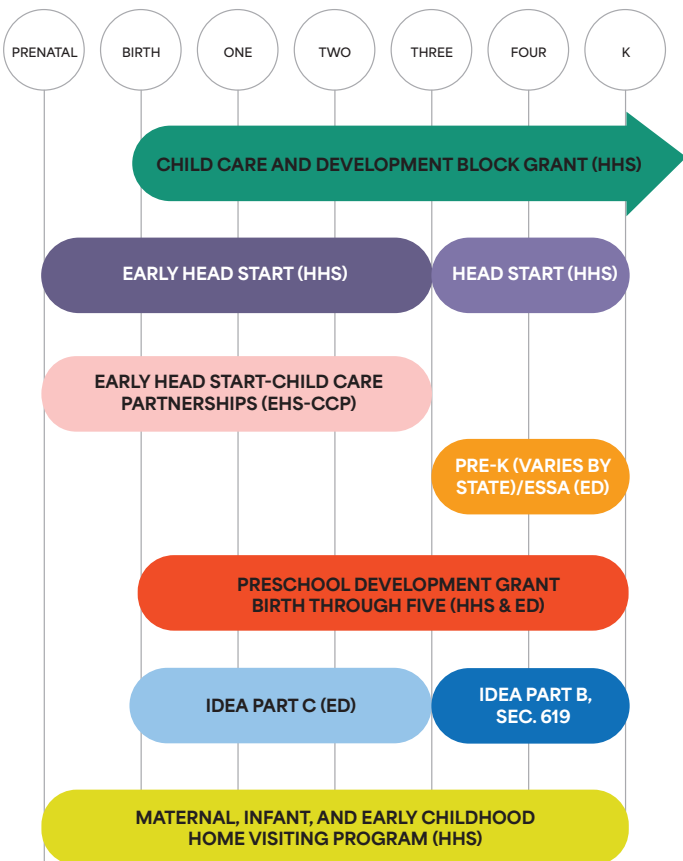 PRENATAL
BIRTH
ONE
TWO
THREE
FOUR
K
CHILD CARE AND DEVELOPMENT BLOCK GRANT (HHS)
EARLY HEAD START (HHS)
HEAD START (HHS)
EARLY HEAD START-CHILD CARE
PARTNERSHIPS (EHS-CCP)
PRE-K (VARIES BY
STATE)/ESSA (ED)
PRESCHOOL DEVELOPMENT GRANT
BIRTH THROUGH FIVE (HHS & ED)
IDEA PART C (ED)
IDEA PART B,
SEC. 619
MATERNAL, INFANT, AND EARLY CHILDHOOD
HOME VISITING PROGRAM (HHS)